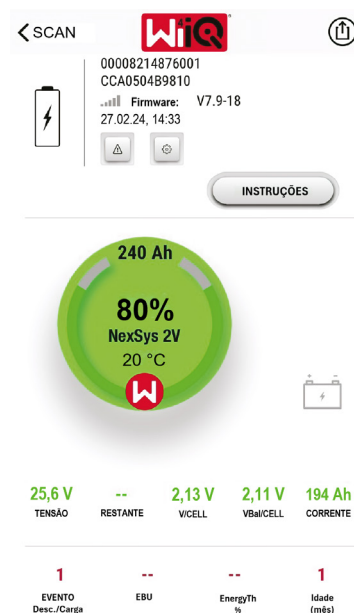 SCAN
Wi4iQ
00008214876001
CCA0504B9810
Firmware: V7.9-18
27.02.24, 14:33
INSTRUÇÕES
240 Ah
80%
NexSys 2V
20 °C
25,6 V -- 2,13 V 2,11 V 194 Ah
TENSÃO RESTANTE V/CELL VBal/CELL CORRENTE
1 -- -- 1
EVENTO EBU EnergyTh Idade
Desc./Carga % (mês)